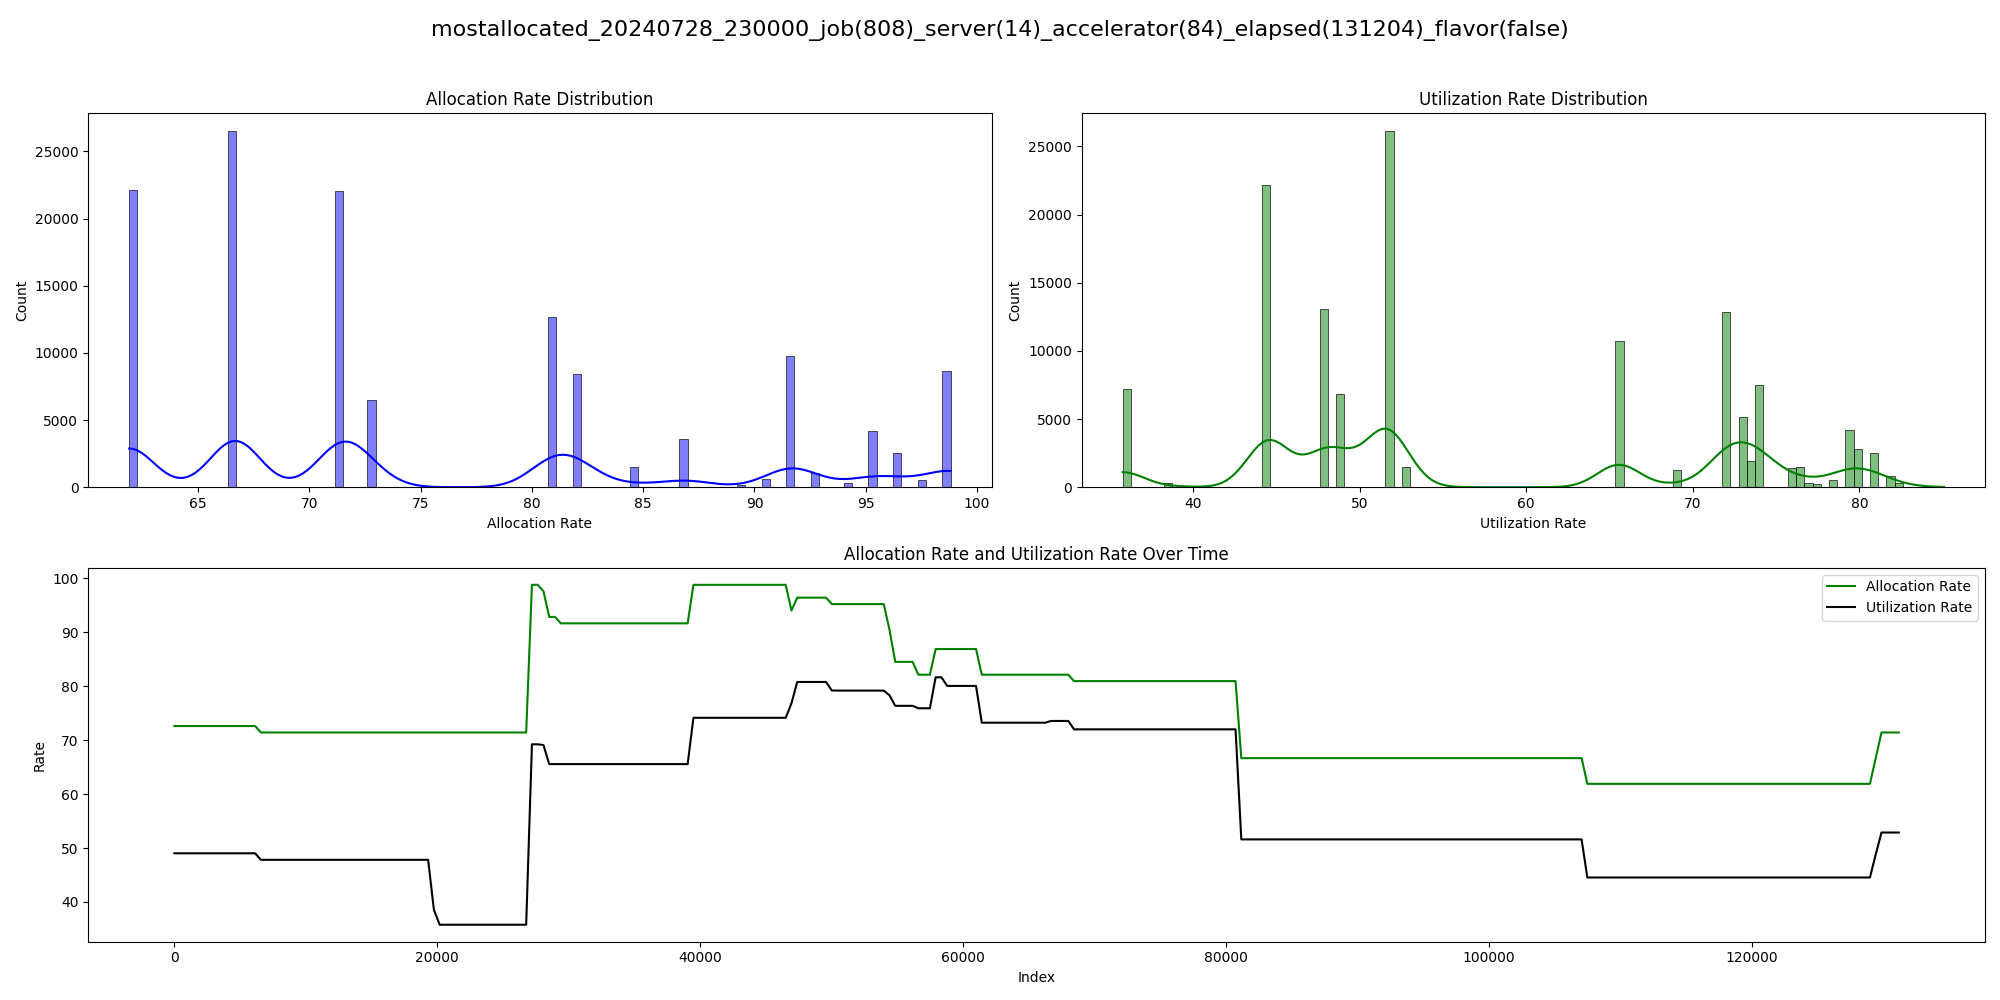 mostallocated_20240728_230000_job(808)_server(14)_accelerator(84)_elapsed(131204)_flavor(false)
Allocation Rate Distribution
Count
25000
20000
15000
10000
5000
0
65 70 75 80 85 90 95 100
Allocation Rate
Utilization Rate Distribution
Count
25000
20000
15000
10000
5000
0
40 50 60 70 80
Utilization Rate
Allocation Rate and Utilization Rate Over Time
Rate
100
90
80
70
60
50
40
Allocation Rate
Utilization Rate
0 20000 40000 60000 80000 100000 120000
Index